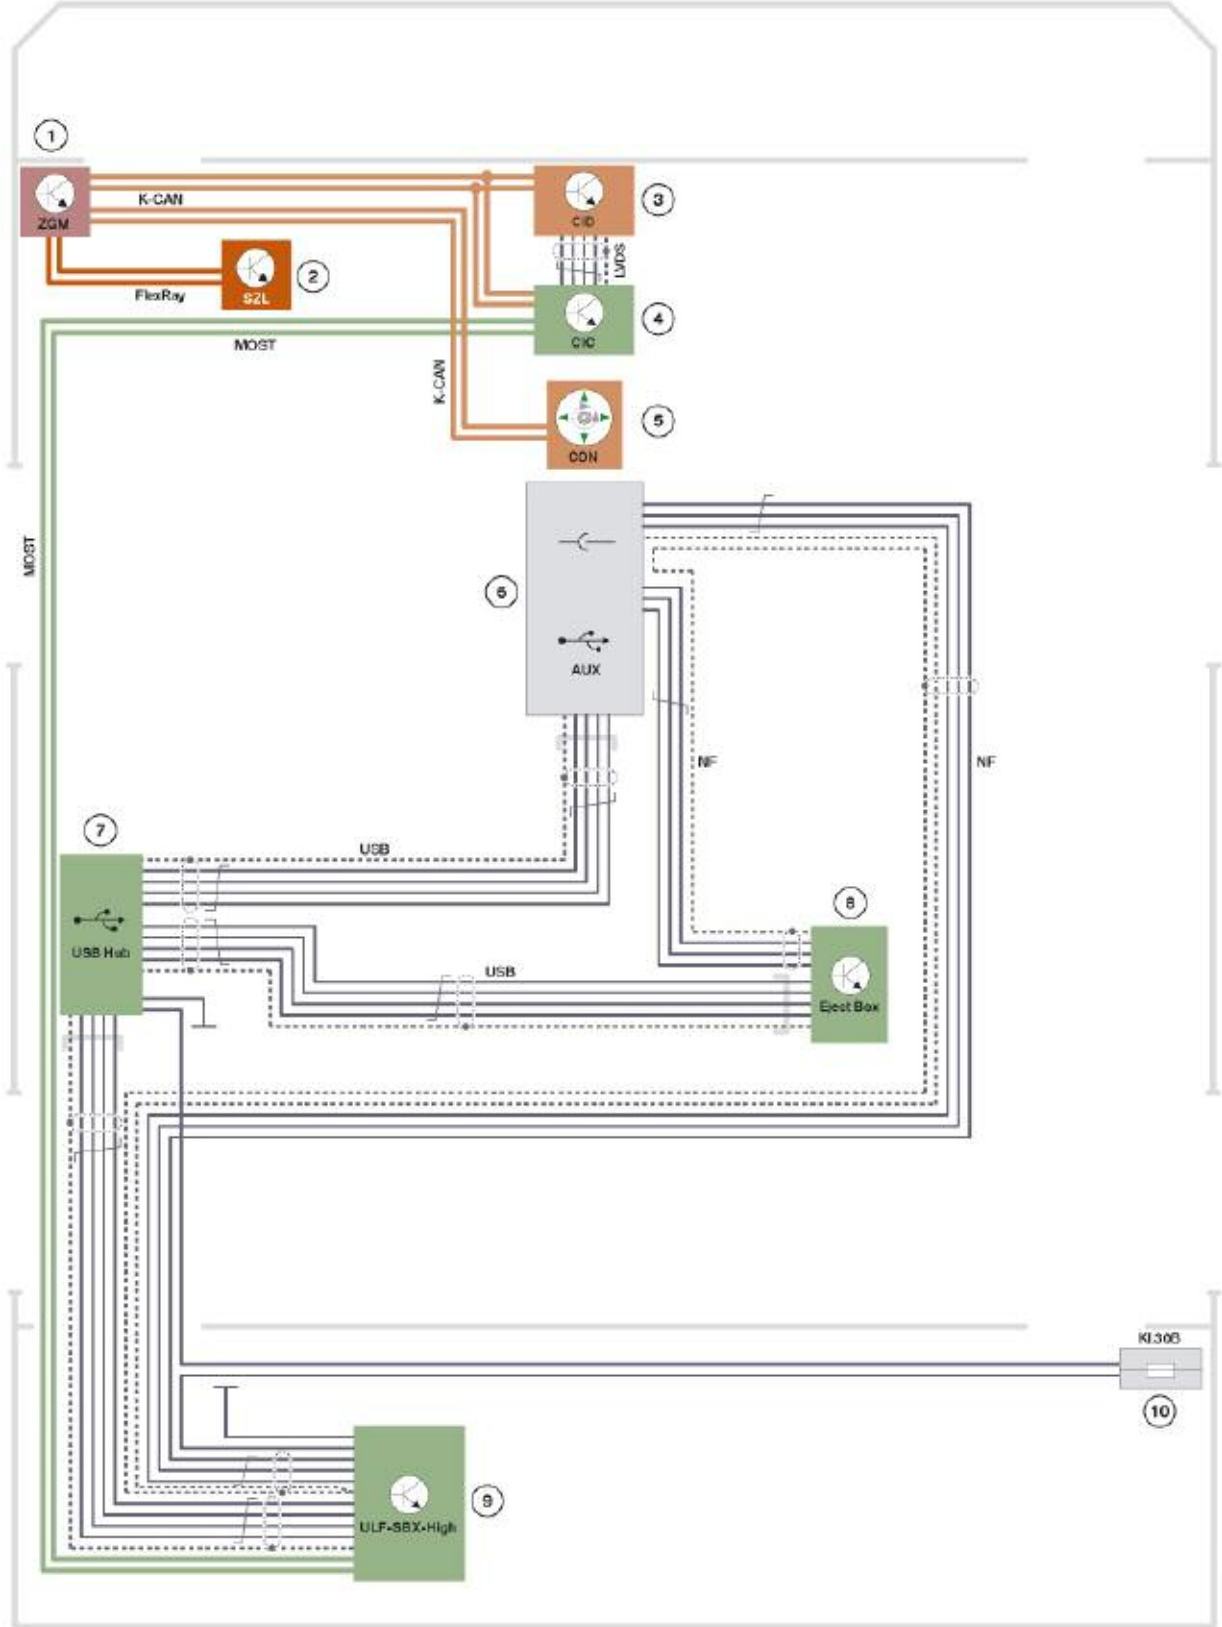 1
ZGM
K-CAN
CID
3
SZL
2
FlexRay
LVDS
CIC
4
MOST
K-CAN
CON
5
MOST
6
AUX
NF
NF
7
USB
USB Hub
USB
8
Eject Box
Kl.30B
10
ULF-SBX-High
9